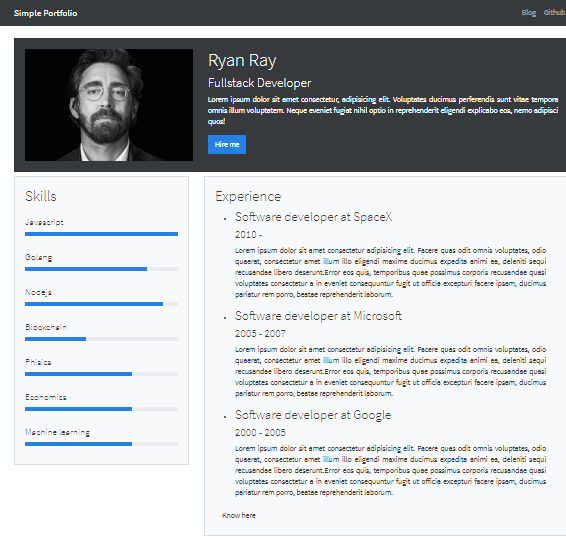 Simple Portfolio
Blog Github
Ryan Ray
Fullstack Developer
Lorem ipsum dolor sit amet consectetur, adipisicing elit. Voluptates ducimus perferendis sunt vitae tempora
omnis illum voluptatem. Neque eveniet fugiat nihil optio in reprehenderit eligendi explicabo eos, nemo adipisci
quos!
Hire me
Skills
Javascript
Golang
Nodejs
Blockchain
Phisics
Economics
Machine learning
Experience
Software developer at SpaceX
2010 -
Lorem ipsum dolor sit amet consectetur adipisicing elit. Facere quas odit omnis voluptates, odio
quaerat, consectetur amet illum illo eligendi maxime ducimus expedita animi ea, deleniti sequi
recusandae libero deserunt.Error eos quis, temporibus quae possimus corporis recusandae quasi
voluptates consectetur a in eveniet consequuntur fugit ut officia excepturi facere ipsam, ducimus
pariatur rem porro, beatae reprehenderit laborum.
Software developer at Microsoft
2005 - 2007
Lorem ipsum dolor sit amet consectetur adipisicing elit. Facere quas odit omnis voluptates, odio
quaerat, consectetur amet illum illo eligendi maxime ducimus expedita animi ea, deleniti sequi
recusandae libero deserunt.Error eos quis, temporibus quae possimus corporis recusandae quasi
voluptates consectetur a in eveniet consequuntur fugit ut officia excepturi facere ipsam, ducimus
pariatur rem porro, beatae reprehenderit laborum.
Software developer at Google
2000 - 2005
Lorem ipsum dolor sit amet consectetur adipisicing elit. Facere quas odit omnis voluptates, odio
quaerat, consectetur amet illum illo eligendi maxime ducimus expedita animi ea, deleniti sequi
recusandae libero deserunt.Error eos quis, temporibus quae possimus corporis recusandae quasi
voluptates consectetur a in eveniet consequuntur fugit ut officia excepturi facere ipsam, ducimus
pariatur rem porro, beatae reprehenderit laborum.
Know here